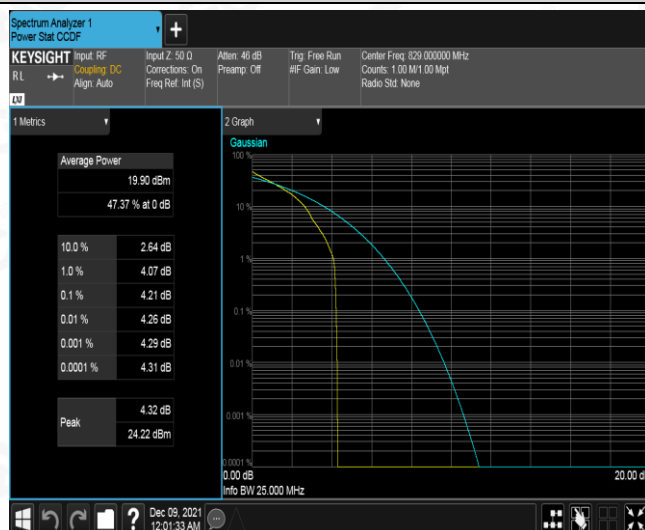 Spectrum Analyzer 1
Power Stat CCDF
+
KEYSIGHT
RL
LXI
Input: RF
Coupling: DC
Align: Auto
Input Z: 50 Ω
Corrections: On
Freq Ref: Int (S)
Atten: 46 dB
Preamp: Off
Trig: Free Run
#IF Gain: Low
Center Freq: 829.000000 MHz
Counts: 1.00 M/1.00 Mpt
Radio Std: None
1 Metrics
Average Power
19.90 dBm
47.37 % at 0 dB
10.0 % 2.64 dB
1.0 % 4.07 dB
0.1 % 4.21 dB
0.01 % 4.26 dB
0.001 % 4.29 dB
0.0001 % 4.31 dB
Peak
4.32 dB
24.22 dBm
2 Graph
Gaussian
100 %
10 %
1 %
0.1 %
0.01 %
0.001 %
0.0001 %
0.00 dB
20.00 d
Info BW 25.000 MHz
?
Dec 09, 2021
12:01:33 AM